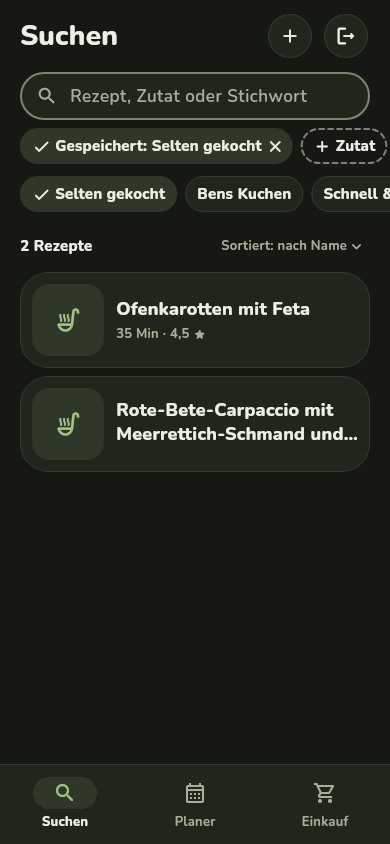 Suchen
Rezept, Zutat oder Stichwort
Gespeichert: Selten gekocht
+ Zutat
Selten gekocht
Bens Kuchen
Schnell &
2 Rezepte
Sortiert: nach Name
Ofenkarotten mit Feta
35 Min · 4,5 ★
Rote-Bete-Carpaccio mit
Meerrettich-Schmand und…
Suchen
Planer
Einkauf